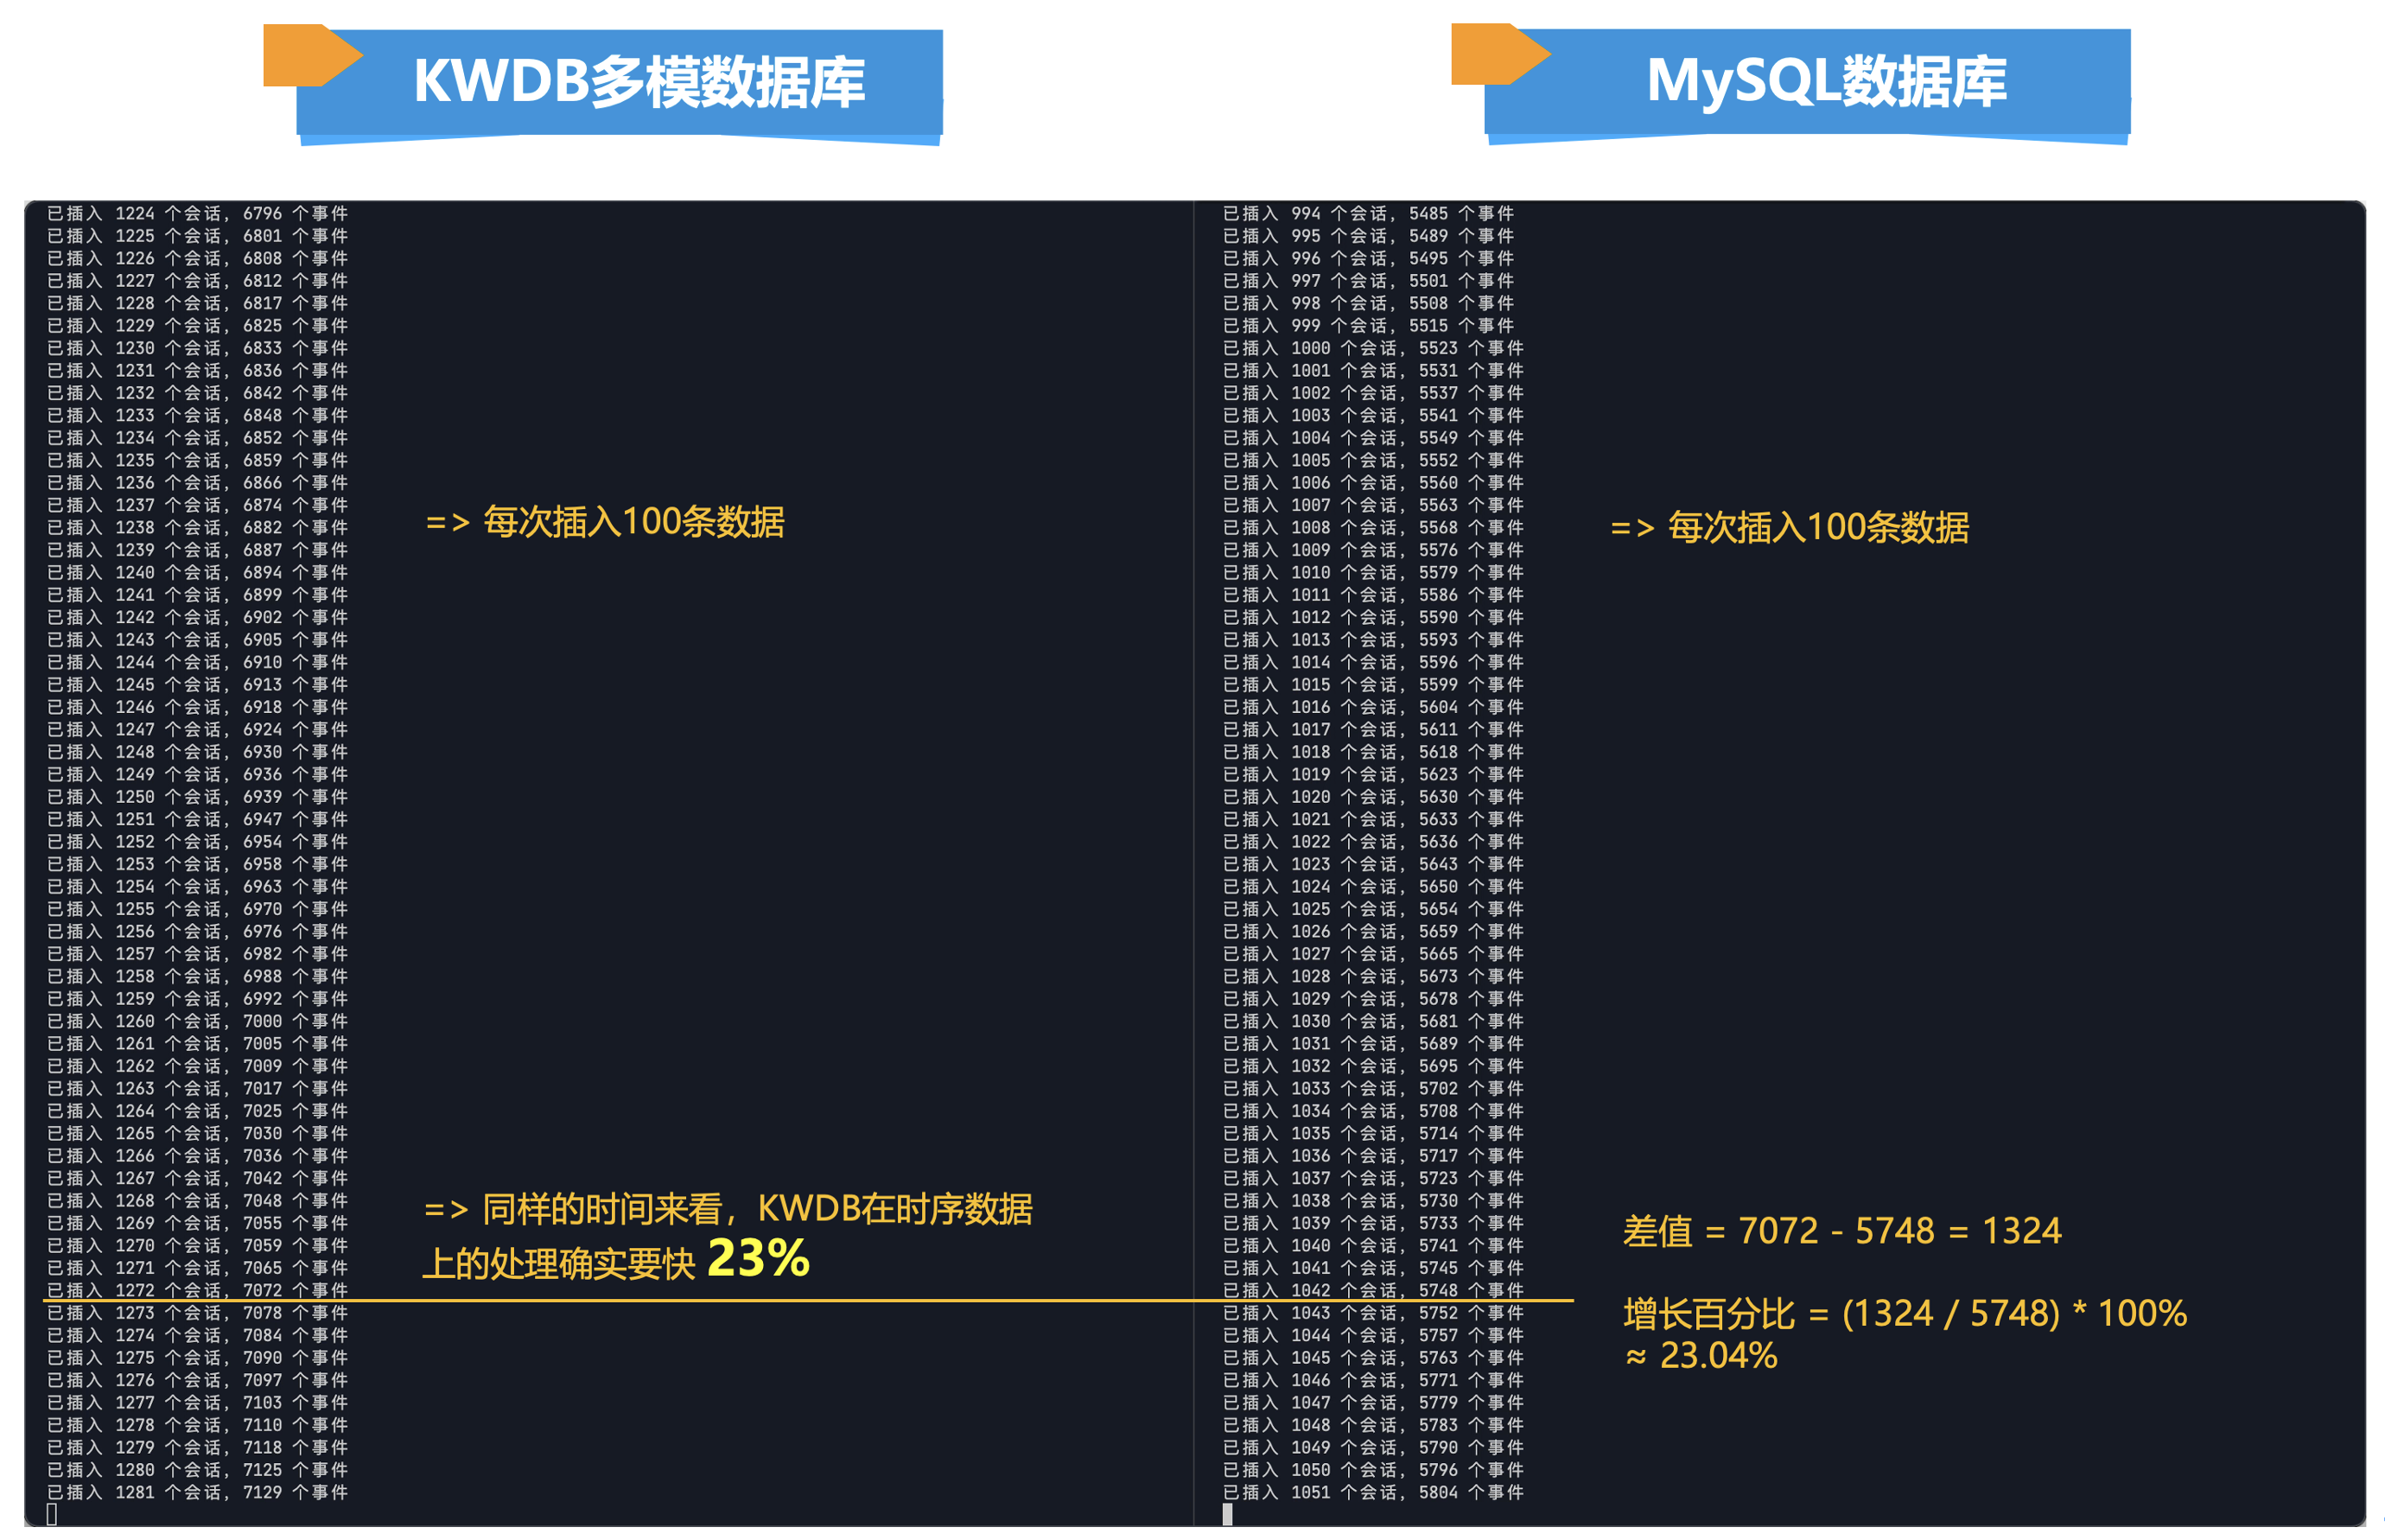 KWDB多模数据库
已插入 1224 个会话, 6796 个事件
已插入 1225 个会话, 6801 个事件
已插入 1226 个会话, 6808 个事件
已插入 1227 个会话, 6812 个事件
已插入 1228 个会话, 6817 个事件
已插入 1229 个会话, 6825 个事件
已插入 1230 个会话, 6833 个事件
已插入 1231 个会话, 6836 个事件
已插入 1232 个会话, 6842 个事件
已插入 1233 个会话, 6848 个事件
已插入 1234 个会话, 6852 个事件
已插入 1235 个会话, 6859 个事件
已插入 1236 个会话, 6866 个事件
已插入 1237 个会话, 6874 个事件
已插入 1238 个会话, 6882 个事件
已插入 1239 个会话, 6887 个事件
已插入 1240 个会话, 6894 个事件
已插入 1241 个会话, 6899 个事件
已插入 1242 个会话, 6902 个事件
已插入 1243 个会话, 6905 个事件
已插入 1244 个会话, 6910 个事件
已插入 1245 个会话, 6913 个事件
已插入 1246 个会话, 6918 个事件
已插入 1247 个会话, 6924 个事件
已插入 1248 个会话, 6930 个事件
已插入 1249 个会话, 6936 个事件
已插入 1250 个会话, 6939 个事件
已插入 1251 个会话, 6947 个事件
已插入 1252 个会话, 6954 个事件
已插入 1253 个会话, 6958 个事件
已插入 1254 个会话, 6963 个事件
已插入 1255 个会话, 6970 个事件
已插入 1256 个会话, 6976 个事件
已插入 1257 个会话, 6982 个事件
已插入 1258 个会话, 6988 个事件
已插入 1259 个会话, 6992 个事件
已插入 1260 个会话, 7000 个事件
已插入 1261 个会话, 7005 个事件
已插入 1262 个会话, 7009 个事件
已插入 1263 个会话, 7017 个事件
已插入 1264 个会话, 7025 个事件
已插入 1265 个会话, 7030 个事件
已插入 1266 个会话, 7036 个事件
已插入 1267 个会话, 7042 个事件
已插入 1268 个会话, 7048 个事件
已插入 1269 个会话, 7055 个事件
已插入 1270 个会话, 7059 个事件
已插入 1271 个会话, 7065 个事件
已插入 1272 个会话, 7072 个事件
已插入 1273 个会话, 7078 个事件
已插入 1274 个会话, 7084 个事件
已插入 1275 个会话, 7090 个事件
已插入 1276 个会话, 7097 个事件
已插入 1277 个会话, 7103 个事件
已插入 1278 个会话, 7110 个事件
已插入 1279 个会话, 7118 个事件
已插入 1280 个会话, 7125 个事件
已插入 1281 个会话, 7129 个事件
=> 每次插入100条数据
=> 同样的时间来看，KWDB在时序数据
上的处理确实要快 23%
MySQL数据库
已插入 994 个会话, 5485 个事件
已插入 995 个会话, 5489 个事件
已插入 996 个会话, 5495 个事件
已插入 997 个会话, 5501 个事件
已插入 998 个会话, 5508 个事件
已插入 999 个会话, 5515 个事件
已插入 1000 个会话, 5523 个事件
已插入 1001 个会话, 5531 个事件
已插入 1002 个会话, 5537 个事件
已插入 1003 个会话, 5541 个事件
已插入 1004 个会话, 5549 个事件
已插入 1005 个会话, 5552 个事件
已插入 1006 个会话, 5560 个事件
已插入 1007 个会话, 5563 个事件
已插入 1008 个会话, 5568 个事件
已插入 1009 个会话, 5576 个事件
已插入 1010 个会话, 5579 个事件
已插入 1011 个会话, 5586 个事件
已插入 1012 个会话, 5590 个事件
已插入 1013 个会话, 5593 个事件
已插入 1014 个会话, 5596 个事件
已插入 1015 个会话, 5599 个事件
已插入 1016 个会话, 5604 个事件
已插入 1017 个会话, 5611 个事件
已插入 1018 个会话, 5618 个事件
已插入 1019 个会话, 5623 个事件
已插入 1020 个会话, 5630 个事件
已插入 1021 个会话, 5633 个事件
已插入 1022 个会话, 5636 个事件
已插入 1023 个会话, 5643 个事件
已插入 1024 个会话, 5650 个事件
已插入 1025 个会话, 5654 个事件
已插入 1026 个会话, 5659 个事件
已插入 1027 个会话, 5665 个事件
已插入 1028 个会话, 5673 个事件
已插入 1029 个会话, 5678 个事件
已插入 1030 个会话, 5681 个事件
已插入 1031 个会话, 5689 个事件
已插入 1032 个会话, 5695 个事件
已插入 1033 个会话, 5702 个事件
已插入 1034 个会话, 5708 个事件
已插入 1035 个会话, 5714 个事件
已插入 1036 个会话, 5717 个事件
已插入 1037 个会话, 5723 个事件
已插入 1038 个会话, 5730 个事件
已插入 1039 个会话, 5733 个事件
已插入 1040 个会话, 5741 个事件
已插入 1041 个会话, 5745 个事件
已插入 1042 个会话, 5748 个事件
已插入 1043 个会话, 5752 个事件
已插入 1044 个会话, 5757 个事件
已插入 1045 个会话, 5763 个事件
已插入 1046 个会话, 5771 个事件
已插入 1047 个会话, 5779 个事件
已插入 1048 个会话, 5783 个事件
已插入 1049 个会话, 5790 个事件
已插入 1050 个会话, 5796 个事件
已插入 1051 个会话, 5804 个事件
=> 每次插入100条数据
差值 = 7072 - 5748 = 1324
增长百分比 = (1324 / 5748) * 100%
≈ 23.04%